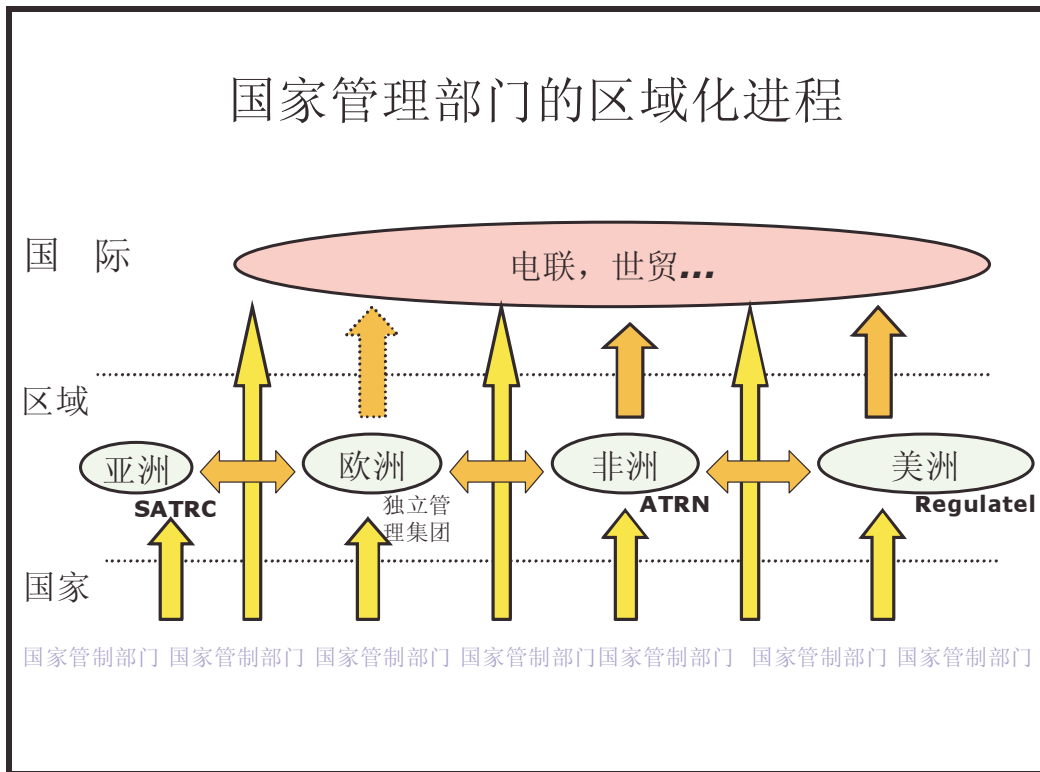 国家管理部门的区域化进程
国 际
电联，世贸...
区域
亚洲
欧洲
非洲
美洲
SATRC
独立管
理集团
ATRN
Regulatel
国家
国家管制部门 国家管制部门 国家管制部门 国家管制部门 国家管制部门 国家管制部门 国家管制部门